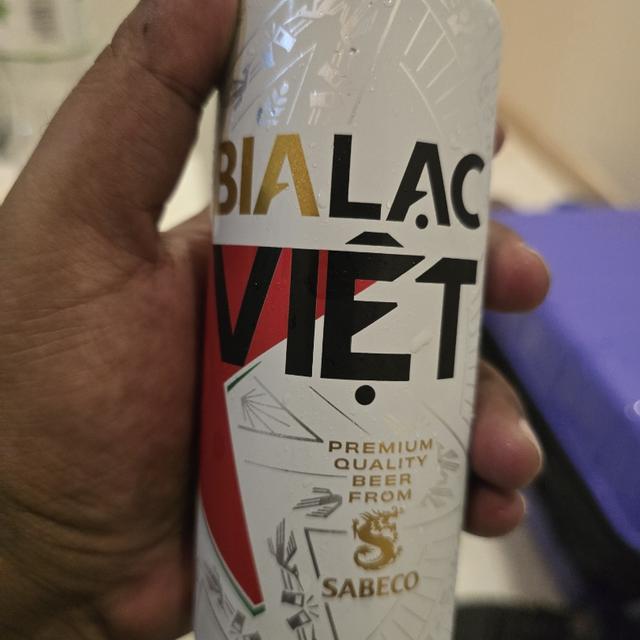 BIA LẠC
VIỆT
PREMIUM
QUALITY
BEER
FROM
SABECO